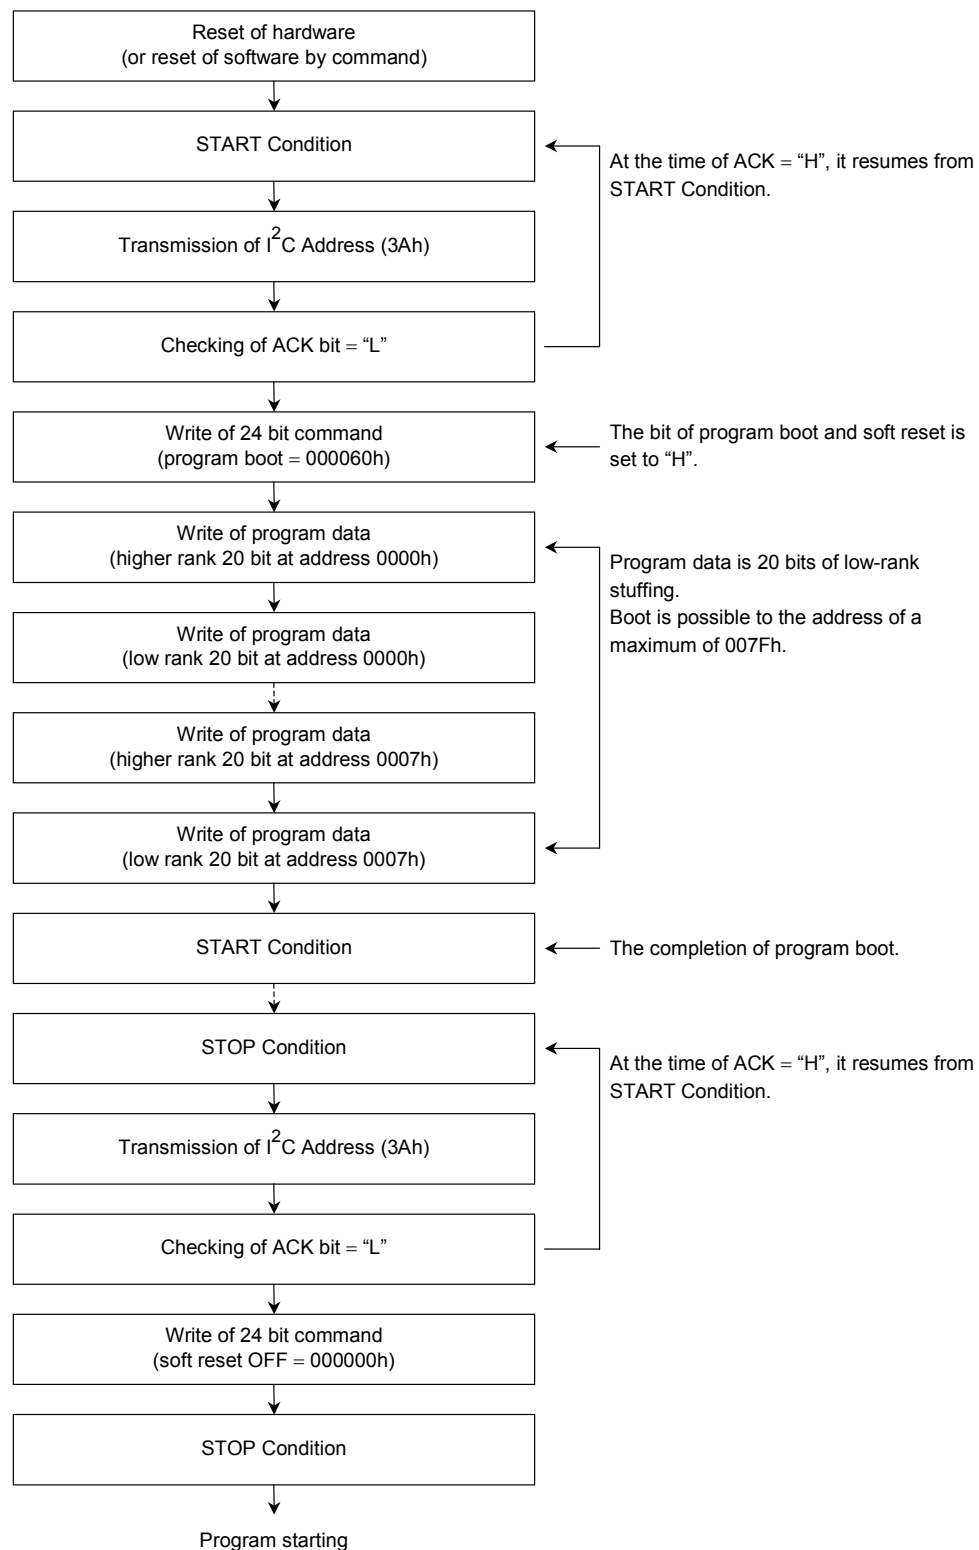 Reset of hardware
(or reset of software by command)
START Condition
At the time of ACK = “H”, it resumes from
START Condition.
Transmission of I²C Address (3Ah)
Checking of ACK bit = “L”
Write of 24 bit command
(program boot = 000060h)
The bit of program boot and soft reset is
set to “H”.
Write of program data
(higher rank 20 bit at address 0000h)
Program data is 20 bits of low-rank
stuffing.
Boot is possible to the address of a
maximum of 007Fh.
Write of program data
(low rank 20 bit at address 0000h)
Write of program data
(higher rank 20 bit at address 0007h)
Write of program data
(low rank 20 bit at address 0007h)
START Condition
The completion of program boot.
STOP Condition
At the time of ACK = “H”, it resumes from
START Condition.
Transmission of I²C Address (3Ah)
Checking of ACK bit = “L”
Write of 24 bit command
(soft reset OFF = 000000h)
STOP Condition
Program starting